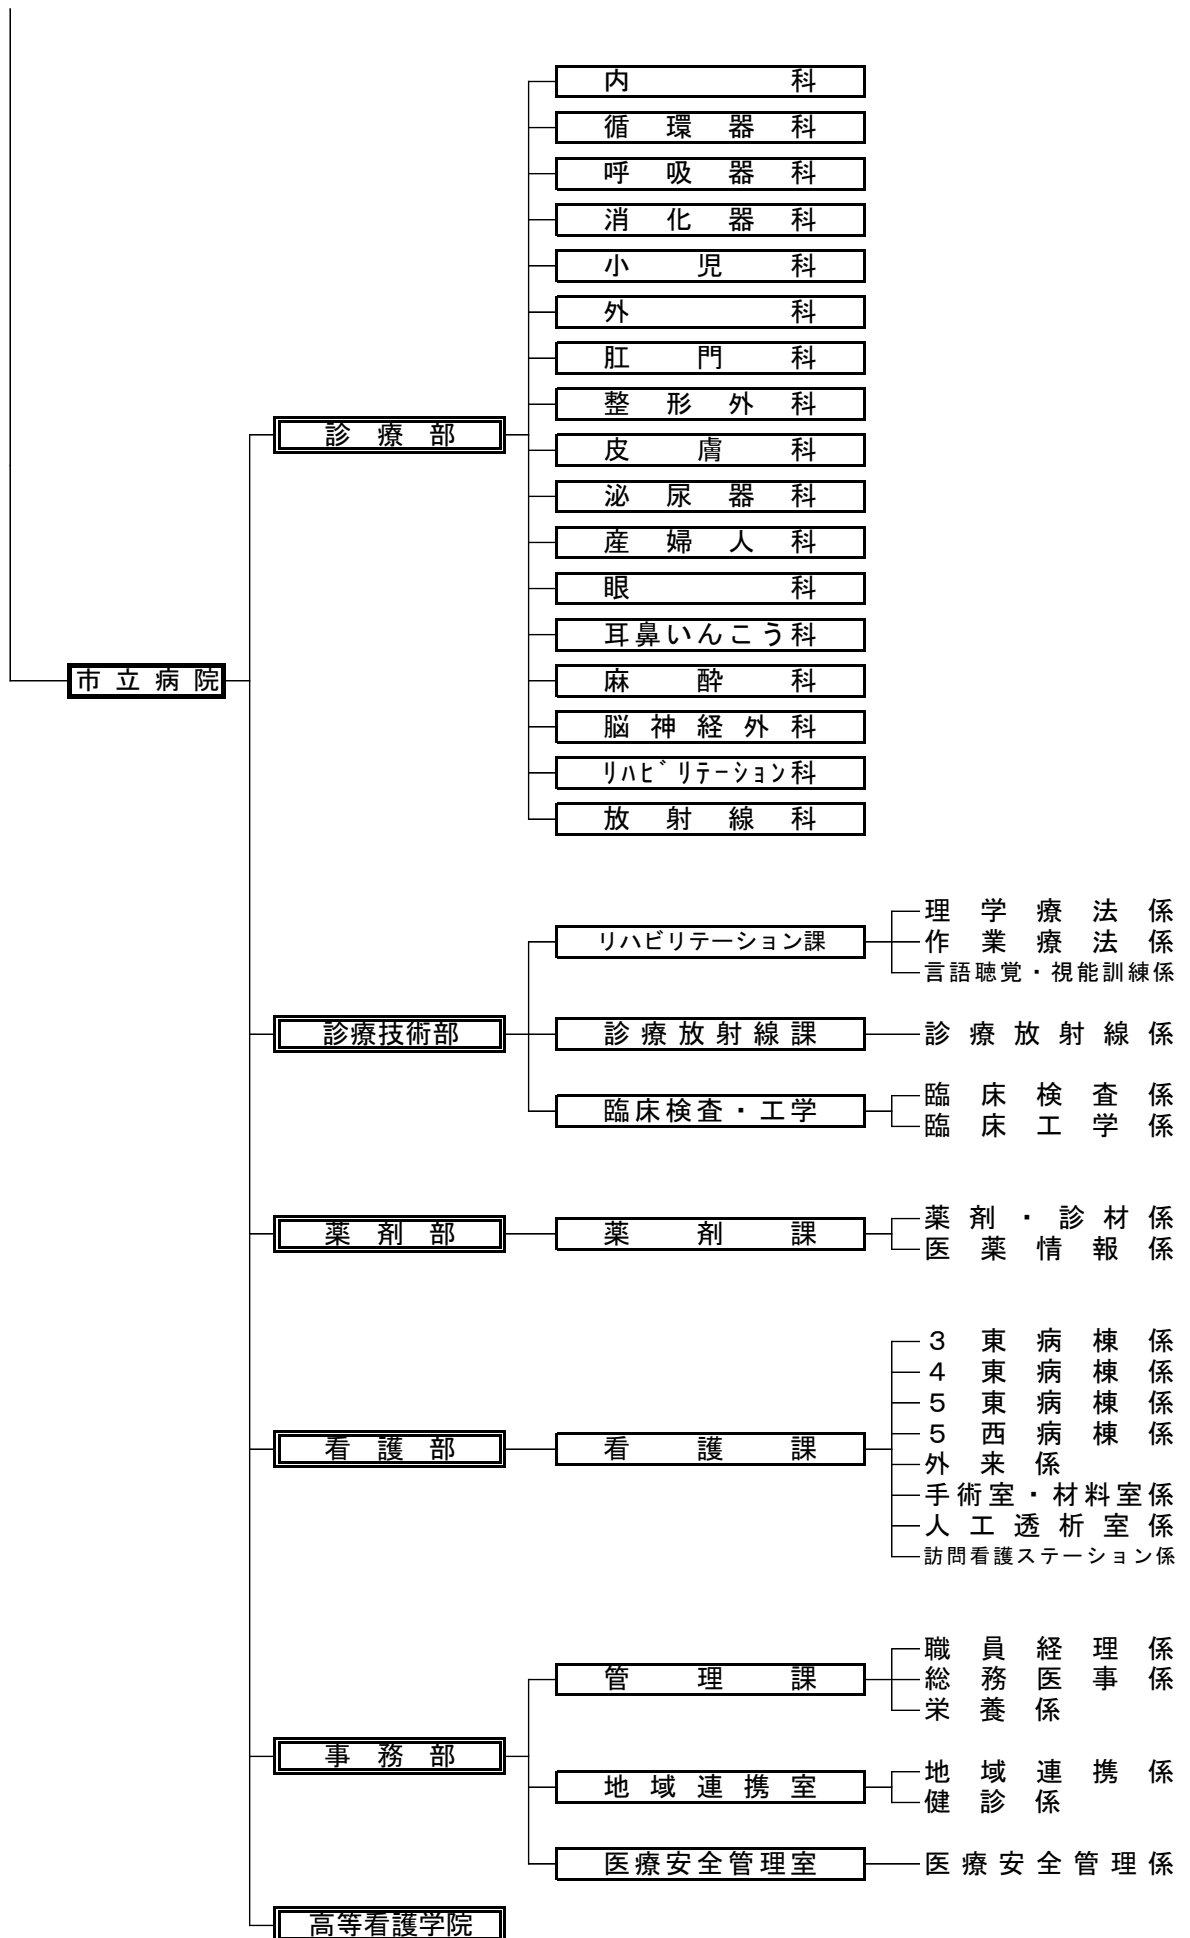 内科
循環器科
呼吸器科
消化器科
小児科
外科
肛門科
整形外科
診療部
皮膚科
泌尿器科
産婦人科
眼科
耳鼻いんこう科
市立病院
麻酔科
脳神経外科
ﾘﾊﾋﾞﾘﾃｰｼｮﾝ科
放射線科
リハビリテーション課
理学療法係
作業療法係
言語聴覚・視能訓練係
診療技術部
診療放射線課
診療放射線係
臨床検査・工学
臨床検査係
臨床工学係
薬剤部
薬剤課
薬剤・診材係
医薬情報係
看護部
看護課
３東病棟係
４東病棟係
５東病棟係
５西病棟係
外来係
手術室・材料室係
人工透析室係
訪問看護ステーション係
事務部
管理課
職員経理係
総務医事係
栄養係
地域連携室
地域連携係
健診係
医療安全管理室
医療安全管理係
高等看護学院